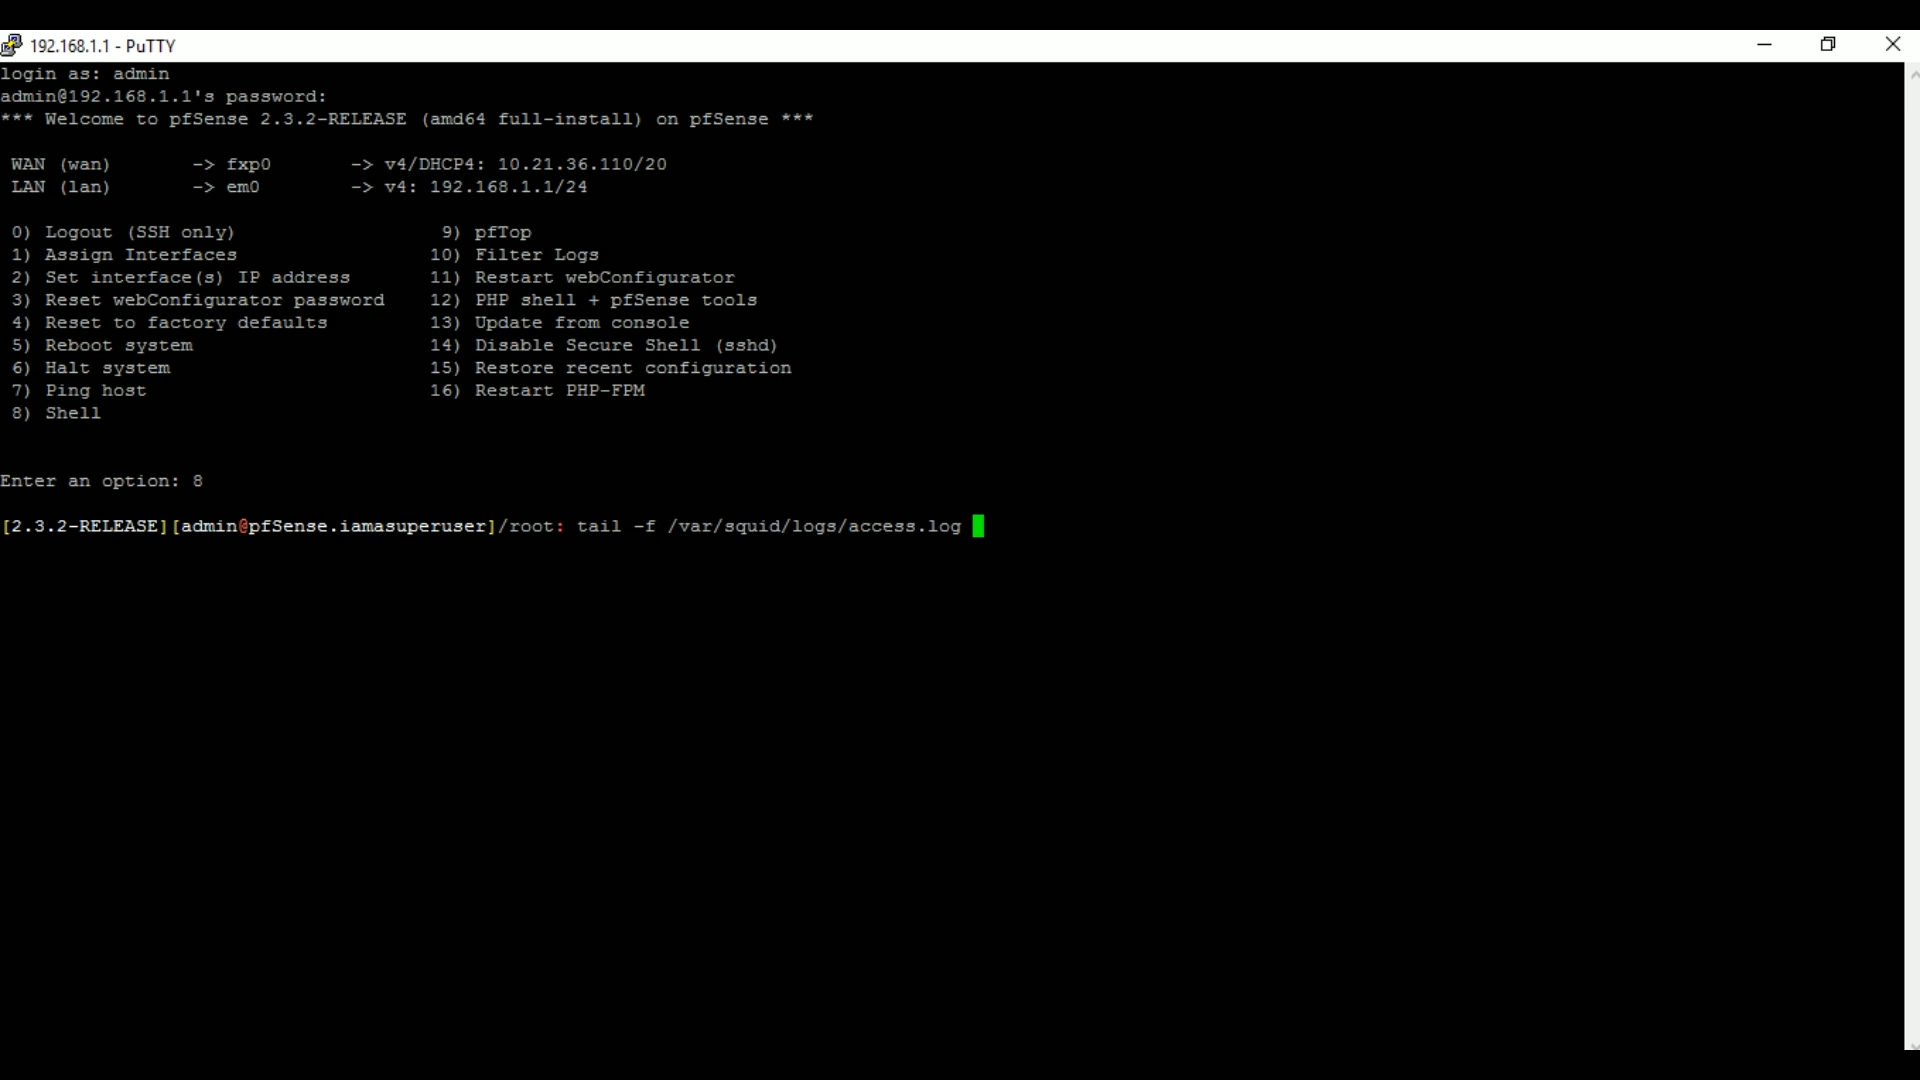 192.168.1.1 - PuTTY
login as: admin
admin@192.168.1.1's password:
*** Welcome to pfSense 2.3.2-RELEASE (amd64 full-install) on pfSense ***
WAN (wan) -> fxp0 -> v4/DHCP4: 10.21.36.110/20
LAN (lan) -> em0 -> v4: 192.168.1.1/24
0) Logout (SSH only) 9) pfTop
1) Assign Interfaces 10) Filter Logs
2) Set interface(s) IP address 11) Restart webConfigurator
3) Reset webConfigurator password 12) PHP shell + pfSense tools
4) Reset to factory defaults 13) Update from console
5) Reboot system 14) Disable Secure Shell (sshd)
6) Halt system 15) Restore recent configuration
7) Ping host 16) Restart PHP-FPM
8) Shell
Enter an option: 8
[2.3.2-RELEASE][admin@pfSense.iamasuperuser]/root: tail -f /var/squid/logs/access.log